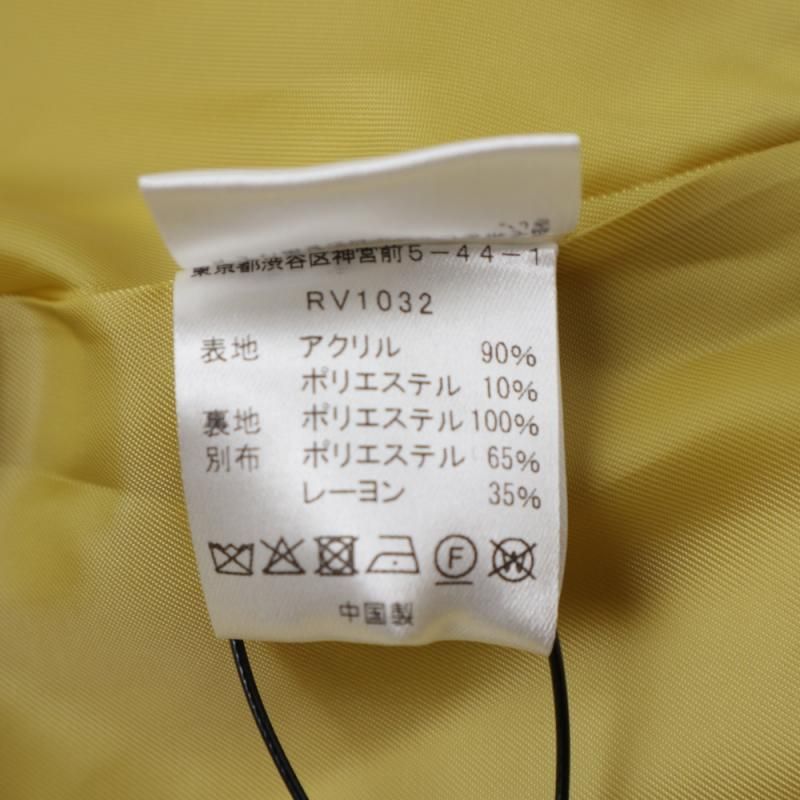 東京都渋谷区神宮前5-44-1
RV1032
表地 アクリル 90%
ポリエステル 10%
裏地 ポリエステル 100%
別布 ポリエステル 65%
レーヨン 35%
F W
中国製